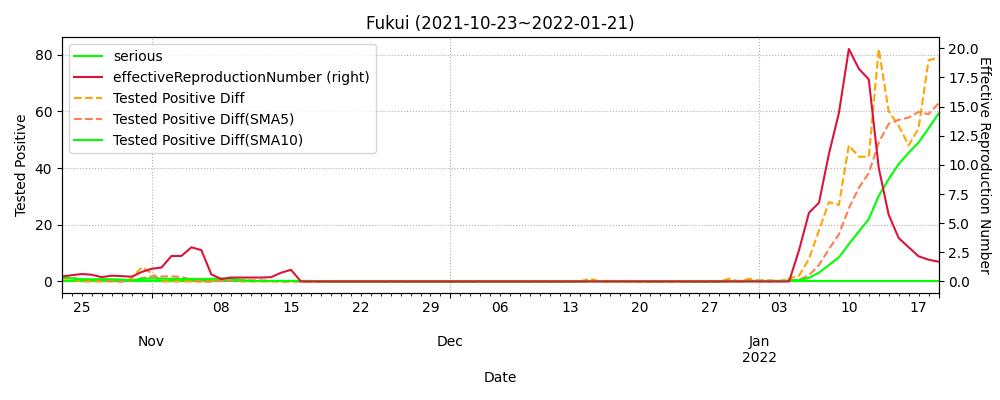 Fukui (2021-10-23~2022-01-21)
serious
effectiveReproductionNumber (right)
Tested Positive Diff
Tested Positive Diff(SMA5)
Tested Positive Diff(SMA10)
Tested Positive
80
60
40
20
0
20.0
17.5
15.0
12.5
10.0
7.5
5.0
2.5
0.0
Effective Reproduction Number
25 08 15 22 29 06 13 20 27 03 10 17
Nov Dec Jan
2022
Date